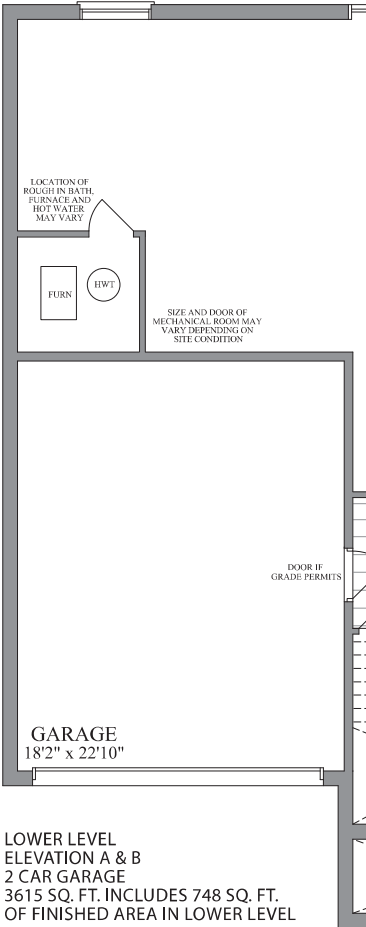 LOCATION OF
ROUGH IN BATH,
FURNACE AND
HOT WATER
MAY VARY
FURN
HWT
SIZE AND DOOR OF
MECHANICAL ROOM MAY
VARY DEPENDING ON
SITE CONDITION
DOOR IF
GRADE PERMITS
GARAGE
18'2" x 22'10"
LOWER LEVEL
ELEVATION A & B
2 CAR GARAGE
3615 SQ. FT. INCLUDES 748 SQ. FT.
OF FINISHED AREA IN LOWER LEVEL